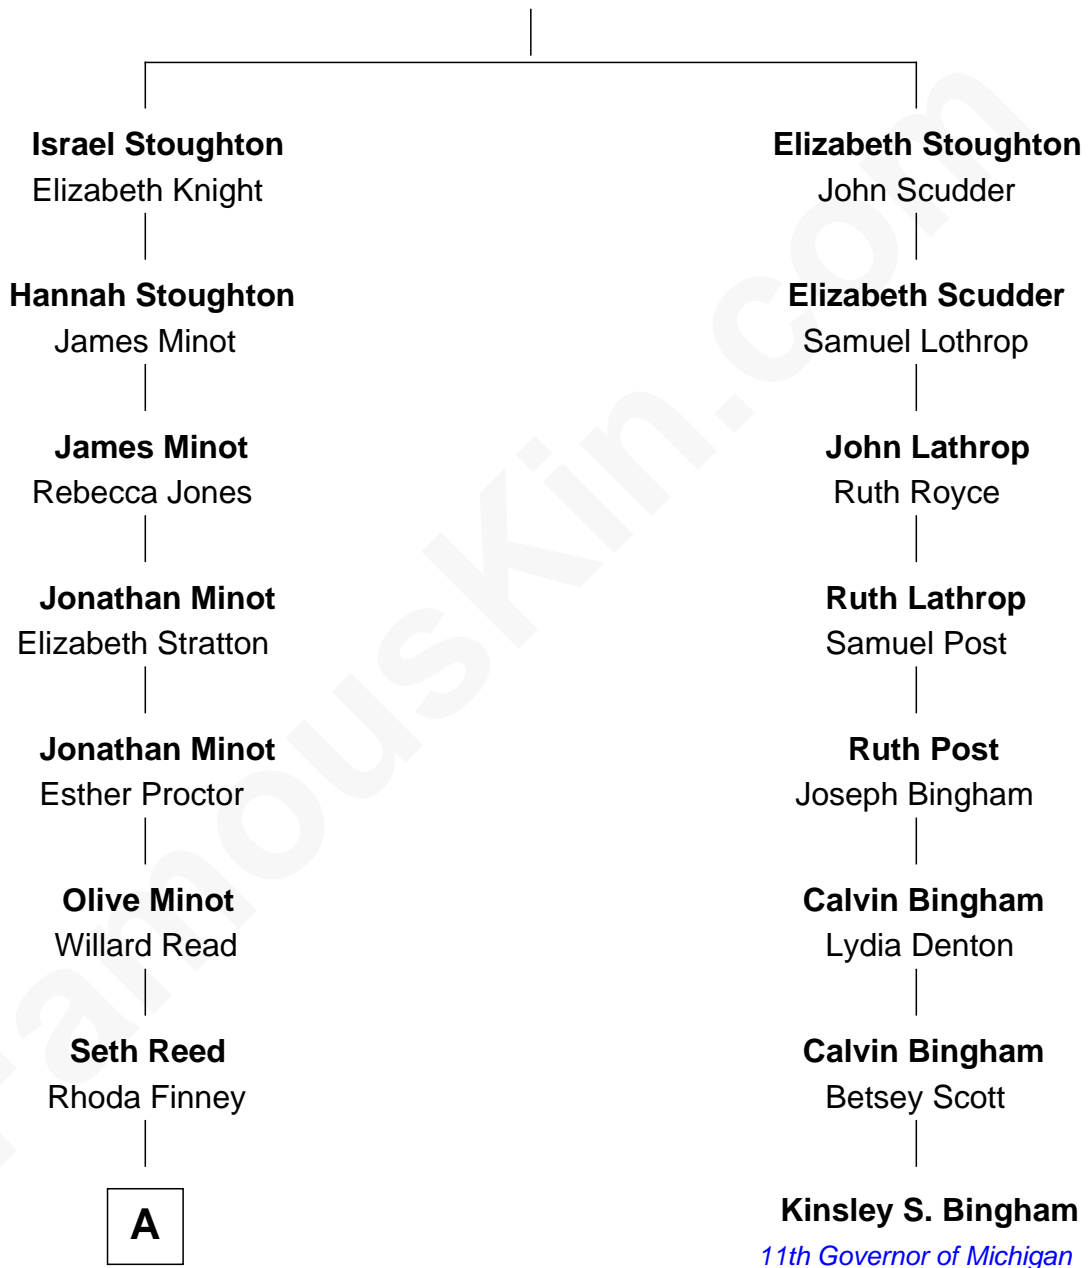 Israel Stoughton
Elizabeth Knight
Hannah Stoughton
James Minot
James Minot
Rebecca Jones
Jonathan Minot
Elizabeth Stratton
Jonathan Minot
Esther Proctor
Olive Minot
Willard Read
Seth Reed
Rhoda Finney
A
Elizabeth Stoughton
John Scudder
Elizabeth Scudder
Samuel Lothrop
John Lathrop
Ruth Royce
Ruth Lathrop
Samuel Post
Ruth Post
Joseph Bingham
Calvin Bingham
Lydia Denton
Calvin Bingham
Betsey Scott
Kinsley S. Bingham
11th Governor of Michigan
FamousKin.com